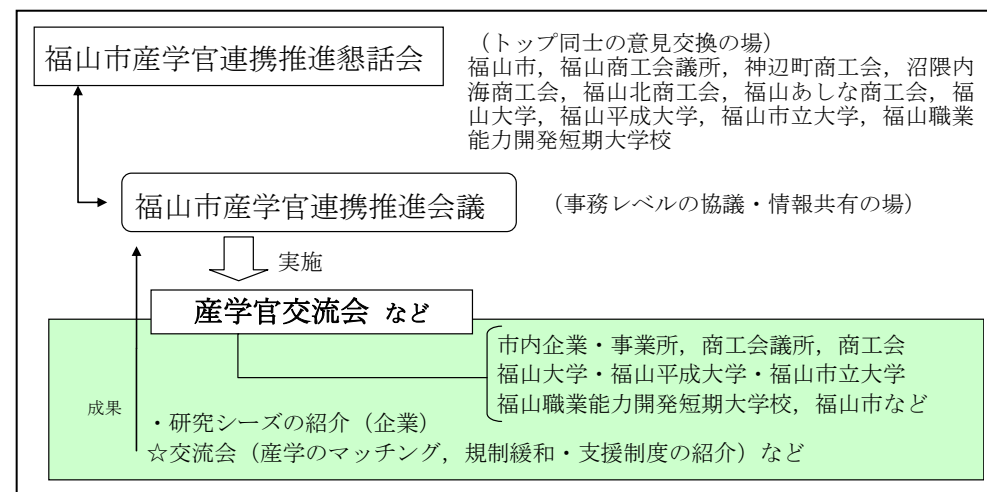 福山市産学官連携推進懇話会
（トップ同士の意見交換の場）
福山市，福山商工会議所，神辺町商工会，沼隈内
海商工会，福山北商工会，福山あしな商工会，福
山大学，福山平成大学，福山市立大学，福山職業
能力開発短期大学校
福山市産学官連携推進会議
（事務レベルの協議・情報共有の場）
実施
産学官交流会 など
市内企業・事業所，商工会議所，商工会
福山大学・福山平成大学・福山市立大学
福山職業能力開発短期大学校，福山市など
成果
・研究シーズの紹介（企業）
☆交流会（産学のマッチング，規制緩和・支援制度の紹介）など